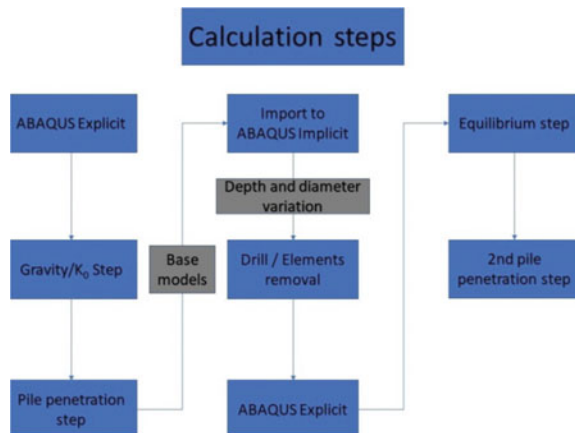 Calculation steps
ABAQUS Explicit
Gravity/K₀ Step
Pile penetration
step
Base
models
Import to
ABAQUS Implicit
Depth and diameter
variation
Drill / Elements
removal
ABAQUS Explicit
Equilibrium step
2nd pile
penetration step